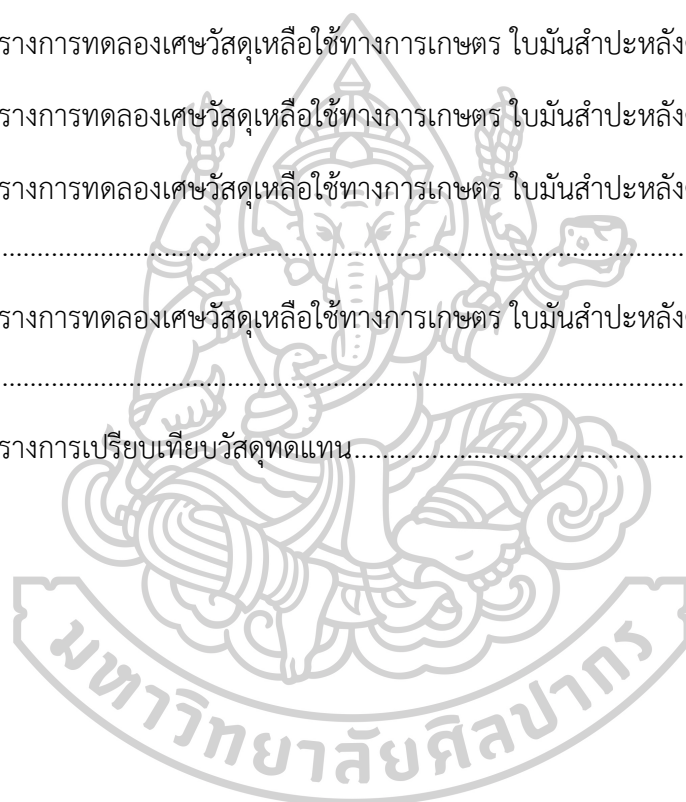 รางการทดลองเศษวัสดุเหลือใช้ทางการเกษตร ใบมันสำปะหลัง
รางการทดลองเศษวัสดุเหลือใช้ทางการเกษตร ใบมันสำปะหลัง
รางการทดลองเศษวัสดุเหลือใช้ทางการเกษตร ใบมันสำปะหลัง
....................................................................................................
รางการทดลองเศษวัสดุเหลือใช้ทางการเกษตร ใบมันสำปะหลัง
....................................................................................................
รางการเปรียบเทียบวัสดุทดแทน................................................
มหาวิทยาลัยศิลปากร